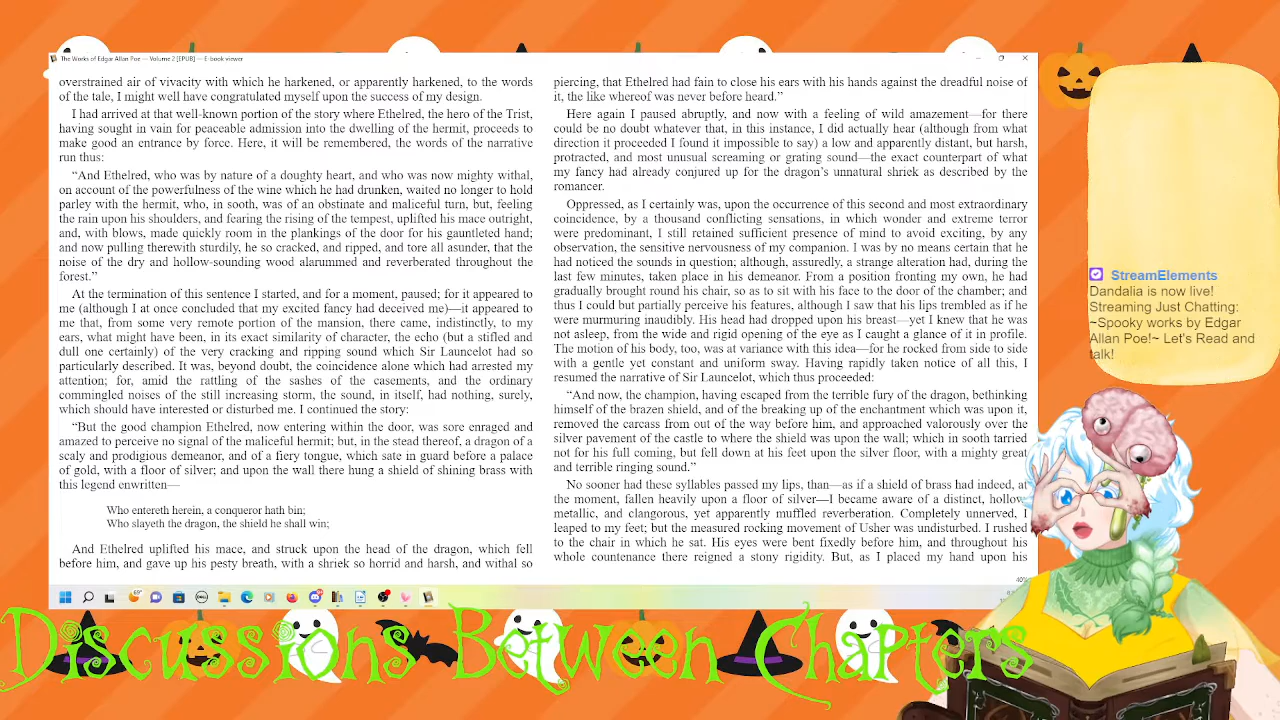 The Works of Edgar Allan Poe — Volume 2 [EPUB] — E-book viewer
overstrained air of vivacity with which he harkened, or apparently harkened, to the words
of the tale, I might well have congratulated myself upon the success of my design.
I had arrived at that well-known portion of the story where Ethelred, the hero of the Trist,
having sought in vain for peaceable admission into the dwelling of the hermit, proceeds to
make good an entrance by force. Here, it will be remembered, the words of the narrative
run thus:
“And Ethelred, who was by nature of a doughty heart, and who was now mighty withal,
on account of the powerfulness of the wine which he had drunken, waited no longer to hold
parley with the hermit, who, in sooth, was of an obstinate and maliceful turn, but, feeling
the rain upon his shoulders, and fearing the rising of the tempest, uplifted his mace outright,
and, with blows, made quickly room in the plankings of the door for his gauntleted hand;
and now pulling therewith sturdily, he so cracked, and ripped, and tore all asunder, that the
noise of the dry and hollow-sounding wood alarummed and reverberated throughout the
forest.”
At the termination of this sentence I started, and for a moment, paused; for it appeared to
me (although I at once concluded that my excited fancy had deceived me)—it appeared to
me that, from some very remote portion of the mansion, there came, indistinctly, to my
ears, what might have been, in its exact similarity of character, the echo (but a stifled and
dull one certainly) of the very cracking and ripping sound which Sir Launcelot had so
particularly described. It was, beyond doubt, the coincidence alone which had arrested my
attention; for, amid the rattling of the sashes of the casements, and the ordinary
commingled noises of the still increasing storm, the sound, in itself, had nothing, surely,
which should have interested or disturbed me. I continued the story:
“But the good champion Ethelred, now entering within the door, was sore enraged and
amazed to perceive no signal of the maliceful hermit; but, in the stead thereof, a dragon of a
scaly and prodigious demeanor, and of a fiery tongue, which sate in guard before a palace
of gold, with a floor of silver; and upon the wall there hung a shield of shining brass with
this legend enwritten—
Who entereth herein, a conqueror hath bin;
Who slayeth the dragon, the shield he shall win;
And Ethelred uplifted his mace, and struck upon the head of the dragon, which fell
before him, and gave up his pesty breath, with a shriek so horrid and harsh, and withal so
piercing, that Ethelred had fain to close his ears with his hands against the dreadful noise of
it, the like whereof was never before heard.”
Here again I paused abruptly, and now with a feeling of wild amazement—for there
could be no doubt whatever that, in this instance, I did actually hear (although from what
direction it proceeded I found it impossible to say) a low and apparently distant, but harsh,
protracted, and most unusual screaming or grating sound—the exact counterpart of what
my fancy had already conjured up for the dragon’s unnatural shriek as described by the
romancer.
Oppressed, as I certainly was, upon the occurrence of this second and most extraordinary
coincidence, by a thousand conflicting sensations, in which wonder and extreme terror
were predominant, I still retained sufficient presence of mind to avoid exciting, by any
observation, the sensitive nervousness of my companion. I was by no means certain that he
had noticed the sounds in question; although, assuredly, a strange alteration had, during the
last few minutes, taken place in his demeanor. From a position fronting my own, he had
gradually brought round his chair, so as to sit with his face to the door of the chamber; and
thus I could but partially perceive his features, although I saw that his lips trembled as if he
were murmuring inaudibly. His head had dropped upon his breast—yet I knew that he was
not asleep, from the wide and rigid opening of the eye as I caught a glance of it in profile.
The motion of his body, too, was at variance with this idea—for he rocked from side to side
with a gentle yet constant and uniform sway. Having rapidly taken notice of all this, I
resumed the narrative of Sir Launcelot, which thus proceeded:
“And now, the champion, having escaped from the terrible fury of the dragon, bethinking
himself of the brazen shield, and of the breaking up of the enchantment which was upon it,
removed the carcass from out of the way before him, and approached valorously over the
silver pavement of the castle to where the shield was upon the wall; which in sooth tarried
not for his full coming, but fell down at his feet upon the silver floor, with a mighty great
and terrible ringing sound.”
No sooner had these syllables passed my lips, than—as if a shield of brass had indeed, at
the moment, fallen heavily upon a floor of silver—I became aware of a distinct, hollow,
metallic, and clangorous, yet apparently muffled reverberation. Completely unnerved, I
leaped to my feet; but the measured rocking movement of Usher was undisturbed. I rushed
to the chair in which he sat. His eyes were bent fixedly before him, and throughout his
whole countenance there reigned a stony rigidity. But, as I placed my hand upon his
40%
69°
DELL
StreamElements
Dandalia is now live!
Streaming Just Chatting:
~Spooky works by Edgar
Allan Poe!~ Let's Read and
talk!
Discussions Between Chapters